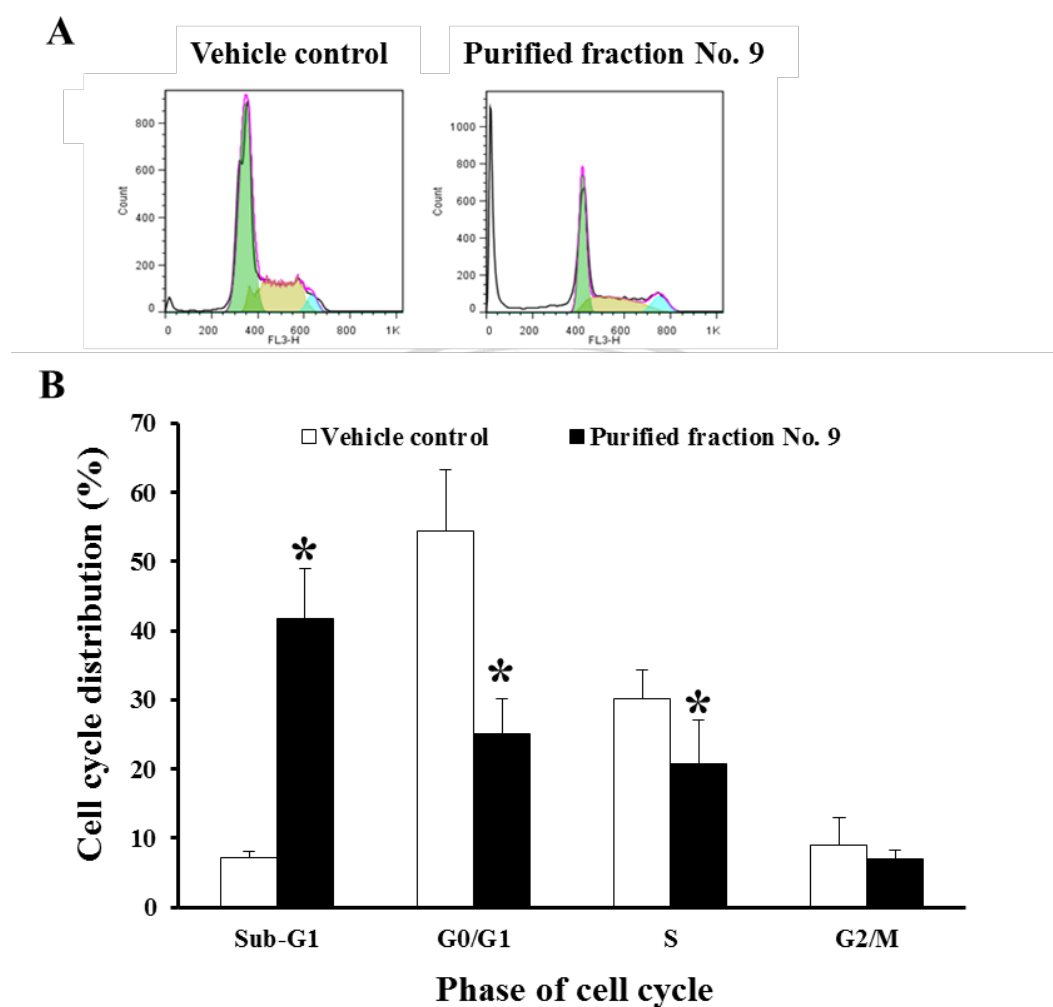 A
Vehicle control
Purified fraction No. 9
800
600
400
200
0
Count
0 200 400 600 800 1K
FL3-H
1000
800
600
400
200
0
Count
0 200 400 600 800 1K
FL3-H
B
70
60
50
40
30
20
10
0
Cell cycle distribution (%)
Vehicle control
Purified fraction No. 9
*
*
*
Sub-G1 G0/G1 S G2/M
Phase of cell cycle